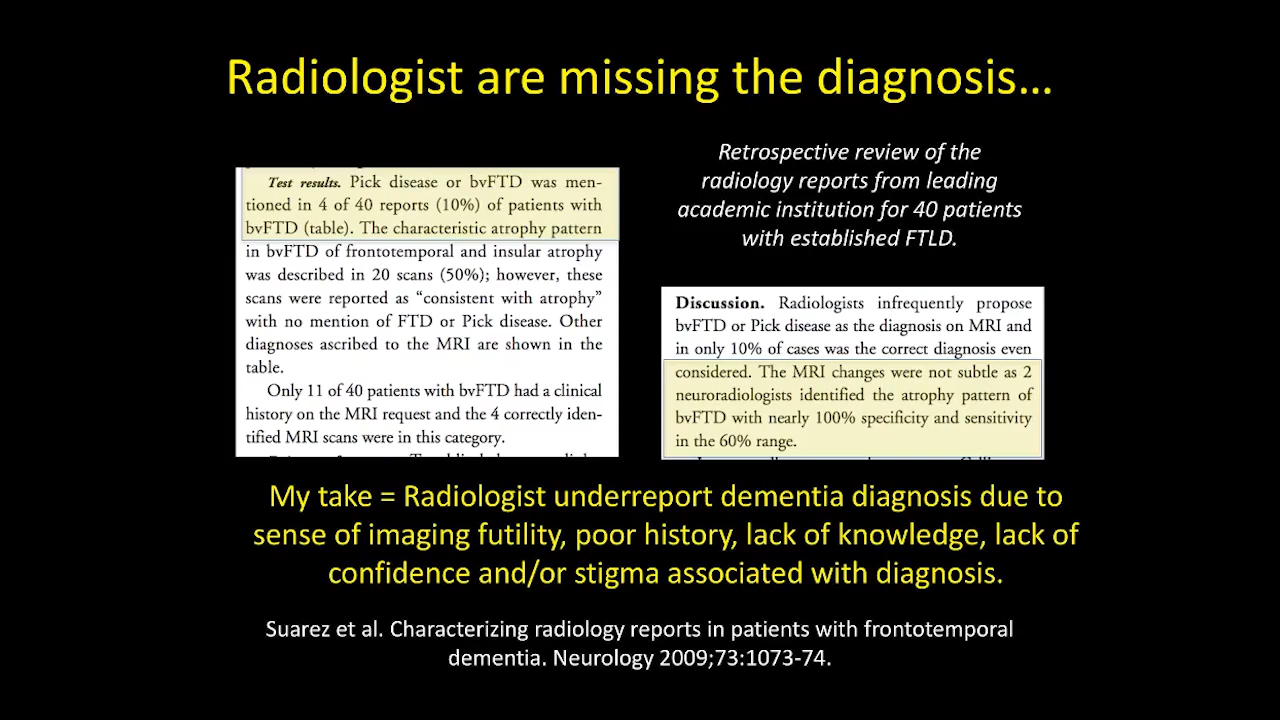 Radiologist are missing the diagnosis…
Test results. Pick disease or bvFTD was men-
tioned in 4 of 40 reports (10%) of patients with
bvFTD (table). The characteristic atrophy pattern
in bvFTD of frontotemporal and insular atrophy
was described in 20 scans (50%); however, these
scans were reported as “consistent with atrophy”
with no mention of FTD or Pick disease. Other
diagnoses ascribed to the MRI are shown in the
table.
Only 11 of 40 patients with bvFTD had a clinical
history on the MRI request and the 4 correctly iden-
tified MRI scans were in this category.
Retrospective review of the
radiology reports from leading
academic institution for 40 patients
with established FTLD.
Discussion. Radiologists infrequently propose
bvFTD or Pick disease as the diagnosis on MRI and
in only 10% of cases was the correct diagnosis even
considered. The MRI changes were not subtle as 2
neuroradiologists identified the atrophy pattern of
bvFTD with nearly 100% specificity and sensitivity
in the 60% range.
My take = Radiologist underreport dementia diagnosis due to
sense of imaging futility, poor history, lack of knowledge, lack of
confidence and/or stigma associated with diagnosis.
Suarez et al. Characterizing radiology reports in patients with frontotemporal
dementia. Neurology 2009;73:1073-74.